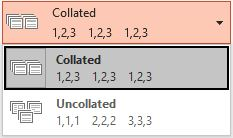 Collated
1,2,3 1,2,3 1,2,3
Collated
1,2,3 1,2,3 1,2,3
Uncollated
1,1,1 2,2,2 3,3,3